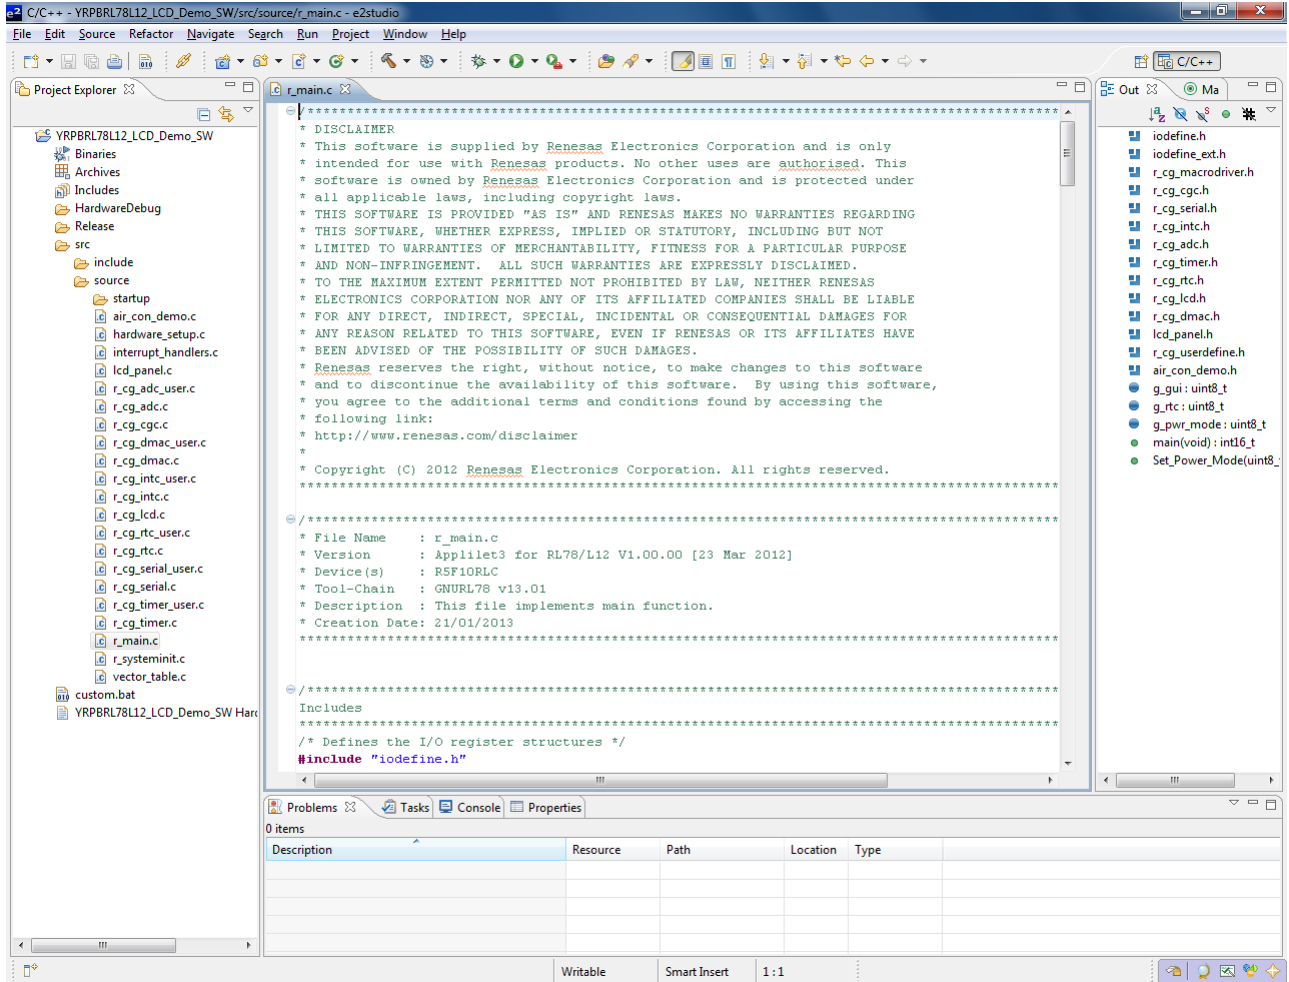 C/C++ - YRPBRL78L12_LCD_Demo_SW/src/source/r_main.c - e2studio
File Edit Source Refactor Navigate Search Run Project Window Help
C/C++
Project Explorer
YRPBRL78L12_LCD_Demo_SW
Binaries
Archives
Includes
HardwareDebug
Release
src
include
source
startup
air_con_demo.c
hardware_setup.c
interrupt_handlers.c
lcd_panel.c
r_cg_adc_user.c
r_cg_adc.c
r_cg_cgc.c
r_cg_dmac_user.c
r_cg_dmac.c
r_cg_intc_user.c
r_cg_intc.c
r_cg_lcd.c
r_cg_rtc_user.c
r_cg_rtc.c
r_cg_serial_user.c
r_cg_serial.c
r_cg_timer_user.c
r_cg_timer.c
r_main.c
r_systeminit.c
vector_table.c
custom.bat
YRPBRL78L12_LCD_Demo_SW Hard
r_main.c
/***********************************************************************************************
* DISCLAIMER
* This software is supplied by Renesas Electronics Corporation and is only
* intended for use with Renesas products. No other uses are authorised. This
* software is owned by Renesas Electronics Corporation and is protected under
* all applicable laws, including copyright laws.
* THIS SOFTWARE IS PROVIDED "AS IS" AND RENESAS MAKES NO WARRANTIES REGARDING
* THIS SOFTWARE, WHETHER EXPRESS, IMPLIED OR STATUTORY, INCLUDING BUT NOT
* LIMITED TO WARRANTIES OF MERCHANTABILITY, FITNESS FOR A PARTICULAR PURPOSE
* AND NON-INFRINGEMENT.  ALL SUCH WARRANTIES ARE EXPRESSLY DISCLAIMED.
* TO THE MAXIMUM EXTENT PERMITTED NOT PROHIBITED BY LAW, NEITHER RENESAS
* ELECTRONICS CORPORATION NOR ANY OF ITS AFFILIATED COMPANIES SHALL BE LIABLE
* FOR ANY DIRECT, INDIRECT, SPECIAL, INCIDENTAL OR CONSEQUENTIAL DAMAGES FOR
* ANY REASON RELATED TO THIS SOFTWARE, EVEN IF RENESAS OR ITS AFFILIATES HAVE
* BEEN ADVISED OF THE POSSIBILITY OF SUCH DAMAGES.
* Renesas reserves the right, without notice, to make changes to this software
* and to discontinue the availability of this software.  By using this software,
* you agree to the additional terms and conditions found by accessing the
* following link:
* http://www.renesas.com/disclaimer
*
* Copyright (C) 2012 Renesas Electronics Corporation. All rights reserved.
***********************************************************************************************
/***********************************************************************************************
* File Name    : r_main.c
* Version      : Applilet3 for RL78/L12 V1.00.00 [23 Mar 2012]
* Device(s)    : R5F10RLC
* Tool-Chain   : GNURL78 v13.01
* Description  : This file implements main function.
* Creation Date: 21/01/2013
***********************************************************************************************
/***********************************************************************************************
Includes
***********************************************************************************************
/* Defines the I/O register structures */
#include "iodefine.h"
Out Ma
iodefine.h
iodefine_ext.h
r_cg_macrodriver.h
r_cg_cgc.h
r_cg_serial.h
r_cg_intc.h
r_cg_adc.h
r_cg_timer.h
r_cg_rtc.h
r_cg_lcd.h
r_cg_dmac.h
lcd_panel.h
r_cg_userdefine.h
air_con_demo.h
g_gui : uint8_t
g_rtc : uint8_t
g_pwr_mode : uint8_t
main(void) : int16_t
Set_Power_Mode(uint8_
Problems Tasks Console Properties
0 items
Description Resource Path Location Type
Writable Smart Insert 1 : 1